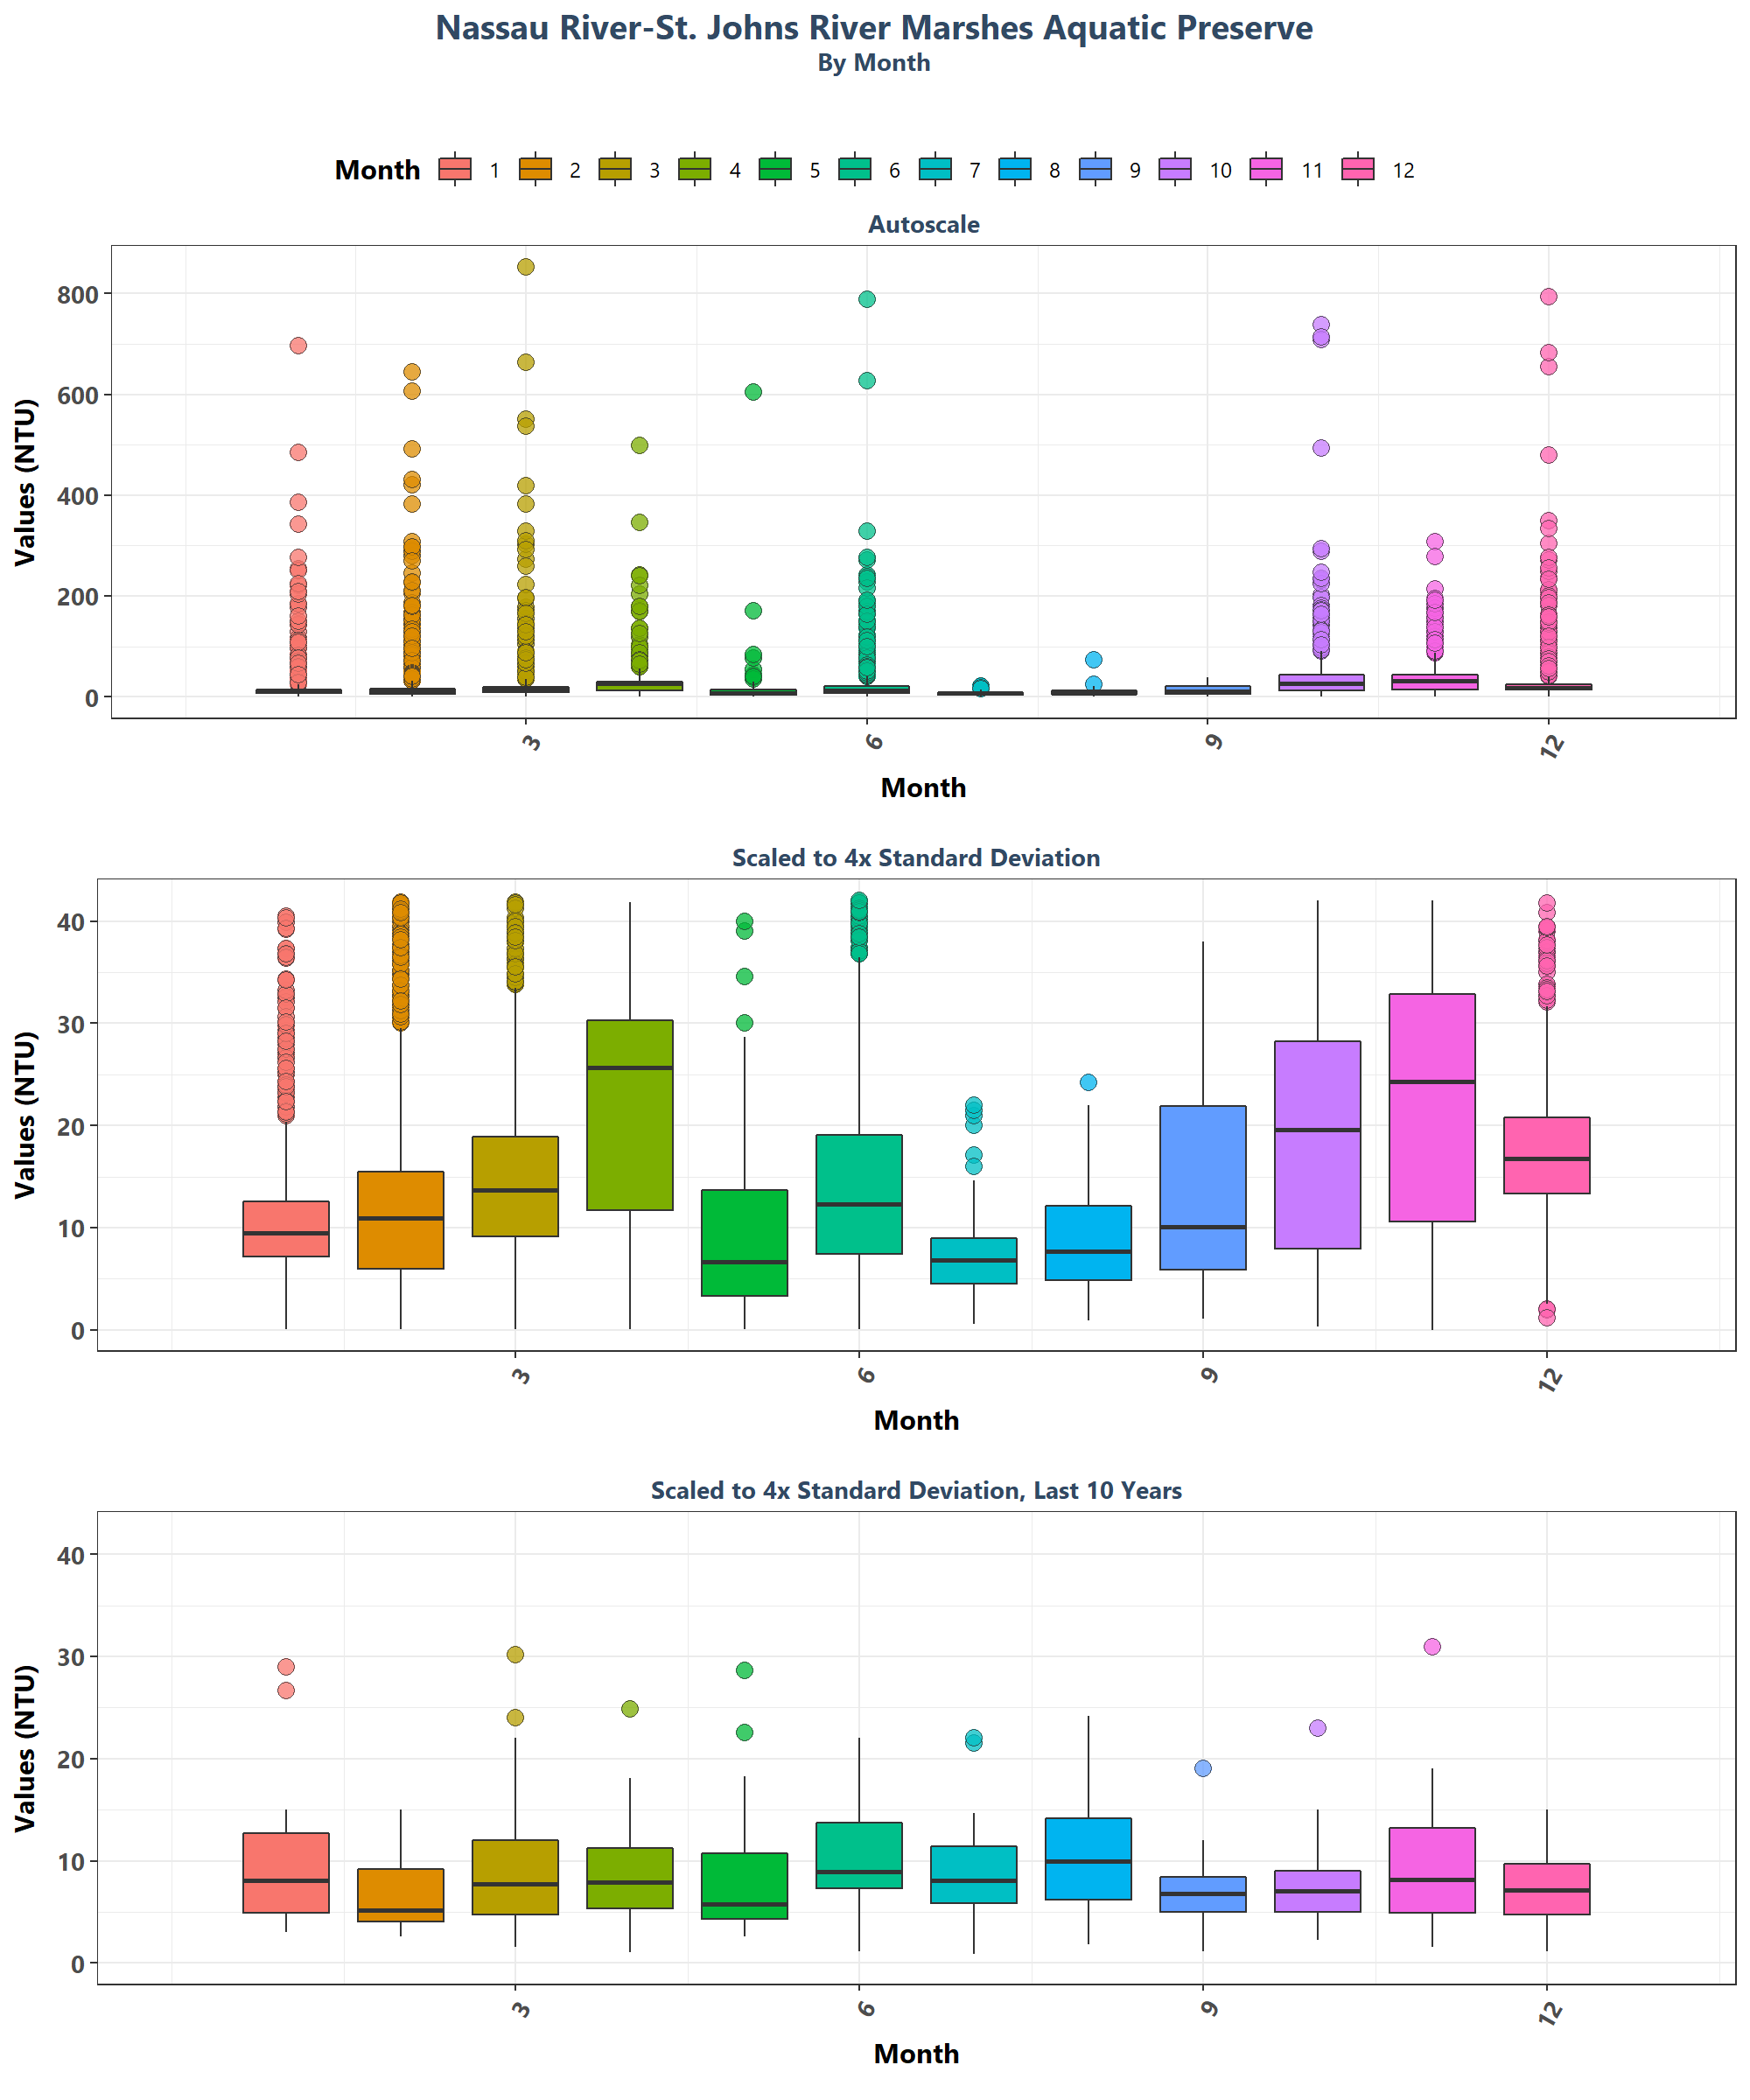 Nassau River-St. Johns River Marshes Aquatic Preserve
By Month
Month 1 2 3 4 5 6 7 8 9 10 11 12
Autoscale
Values (NTU)
800
600
400
200
0
3 6 9 12
Month
Scaled to 4x Standard Deviation
Values (NTU)
40
30
20
10
0
3 6 9 12
Month
Scaled to 4x Standard Deviation, Last 10 Years
Values (NTU)
40
30
20
10
0
3 6 9 12
Month